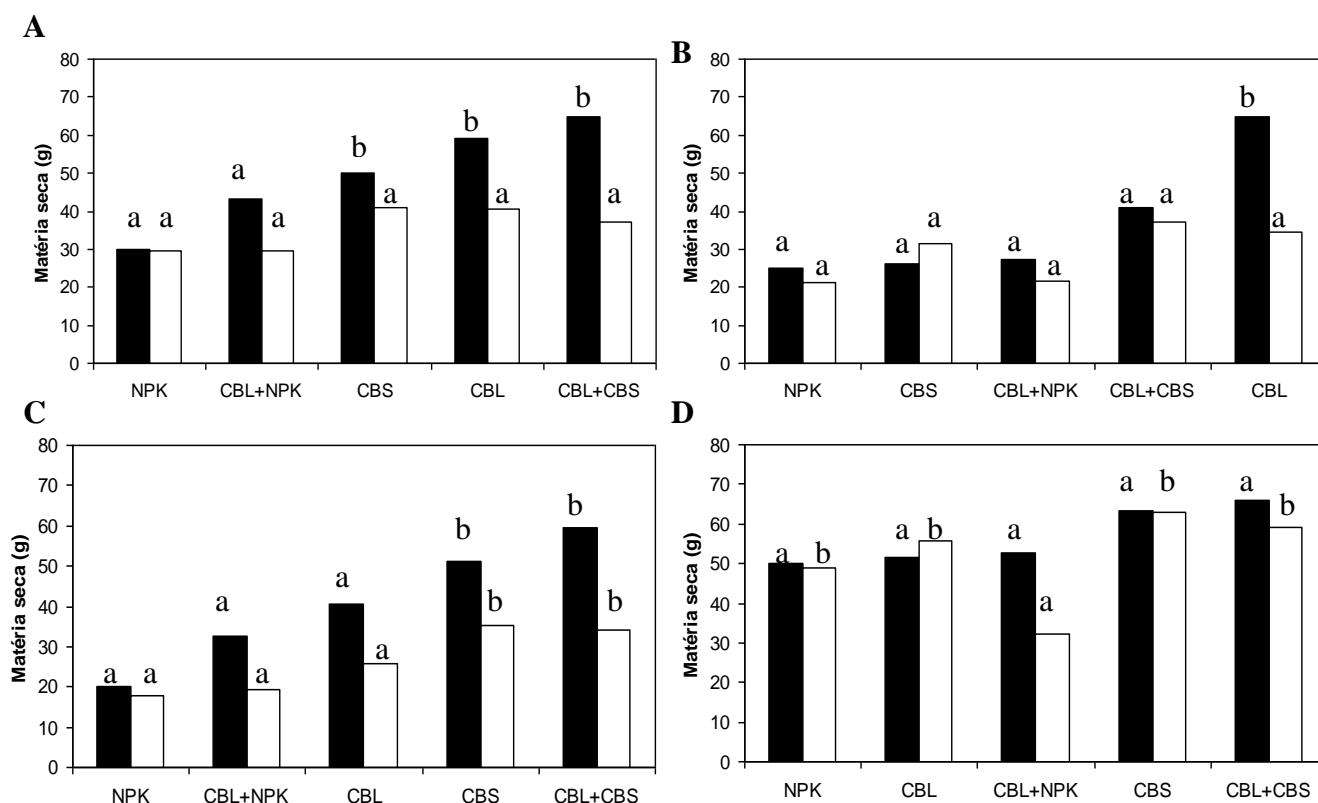 A
Matéria seca (g)
80
70
60
50
40
30
20
10
0
a a
a a
b a
b a
b a
NPK CBL+NPK CBS CBL CBL+CBS
B
Matéria seca (g)
80
70
60
50
40
30
20
10
0
a a
a a
a a
a a
b a
NPK CBS CBL+NPK CBL+CBS CBL
C
Matéria seca (g)
80
70
60
50
40
30
20
10
0
a a
a a
a a
b b
b b
NPK CBL+NPK CBL CBS CBL+CBS
D
Matéria seca (g)
80
70
60
50
40
30
20
10
0
a b
a b
a a
a b
a b
NPK CBL CBL+NPK CBS CBL+CBS